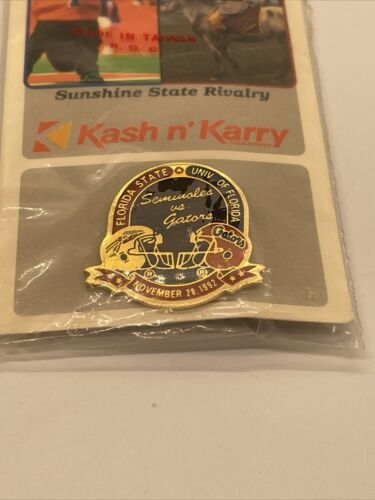 MADE IN TAIWAN
R.O.C
Sunshine State Rivalry
Kash n' Karry
FLORIDA STATE UNIV. OF FLORIDA
Seminoles
vs.
Gators
Gators
® ®
NOVEMBER 28, 1992